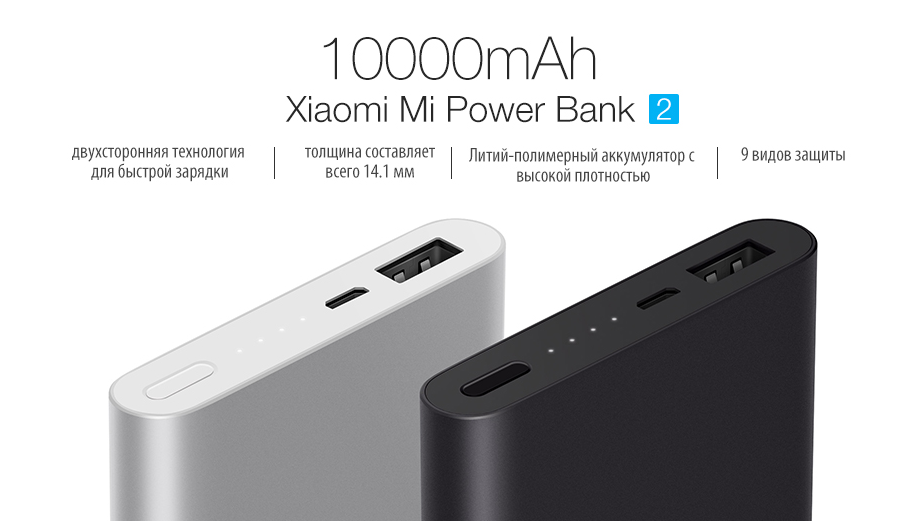 10000mAh
Xiaomi Mi Power Bank 2
двухсторонняя технология
для быстрой зарядки
толщина составляет
всего 14.1 мм
Литий-полимерный аккумулятор с
высокой плотностью
9 видов защиты